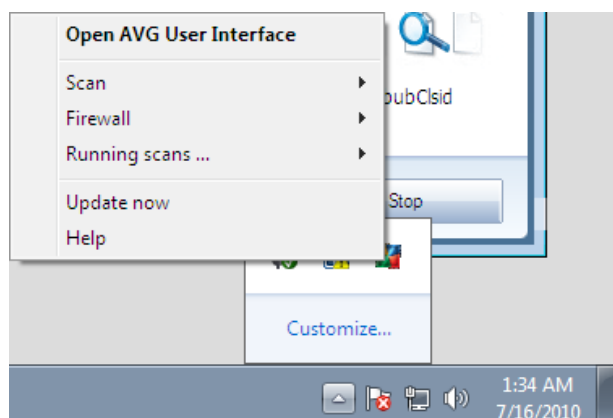 Open AVG User Interface
Scan
Firewall
Running scans ...
Update now
Help
Stop
Customize...
1:34 AM
7/16/2010